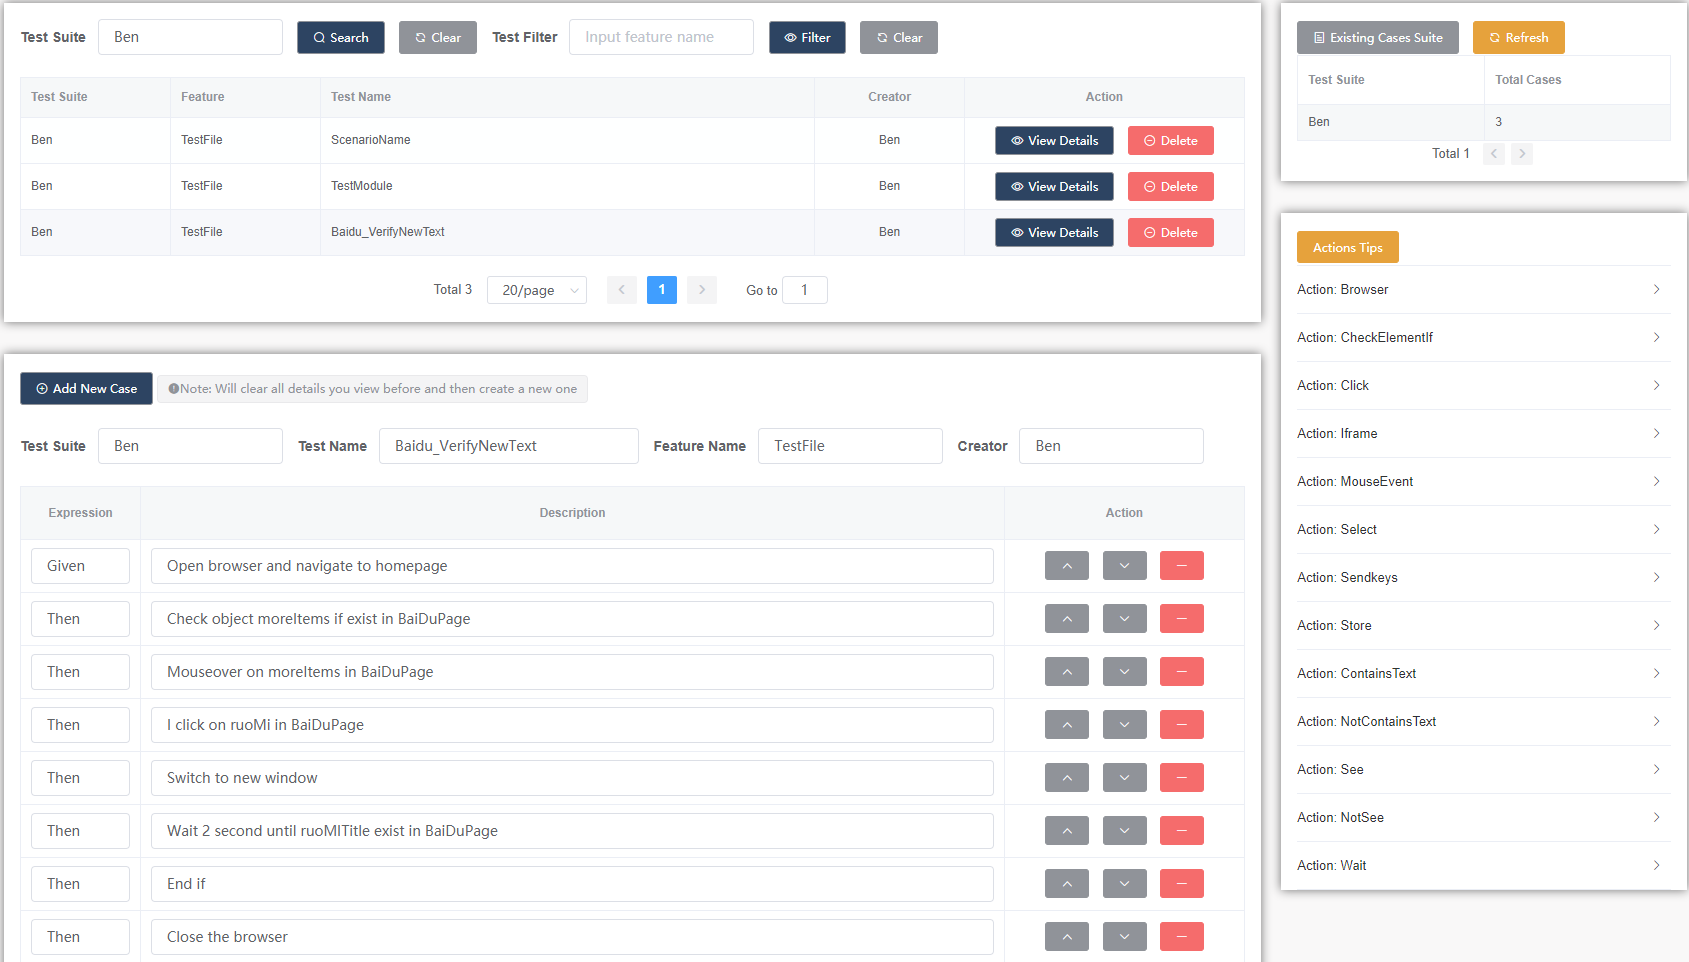 Test Suite Ben Search Clear Test Filter Input feature name Filter Clear
Test Suite Feature Test Name Creator Action
Ben TestFile ScenarioName Ben View Details Delete
Ben TestFile TestModule Ben View Details Delete
Ben TestFile Baidu_VerifyNewText Ben View Details Delete
Total 3 20/page 1 Go to 1
Add New Case Note: Will clear all details you view before and then create a new one
Test Suite Ben Test Name Baidu_VerifyNewText Feature Name TestFile Creator Ben
Expression Description Action
Given Open browser and navigate to homepage
Then Check object moreItems if exist in BaiDuPage
Then Mouseover on moreItems in BaiDuPage
Then I click on ruoMi in BaiDuPage
Then Switch to new window
Then Wait 2 second until ruoMITitle exist in BaiDuPage
Then End if
Then Close the browser
Existing Cases Suite Refresh
Test Suite Total Cases
Ben 3
Total 1
Actions Tips
Action: Browser
Action: CheckElementIf
Action: Click
Action: Iframe
Action: MouseEvent
Action: Select
Action: Sendkeys
Action: Store
Action: ContainsText
Action: NotContainsText
Action: See
Action: NotSee
Action: Wait